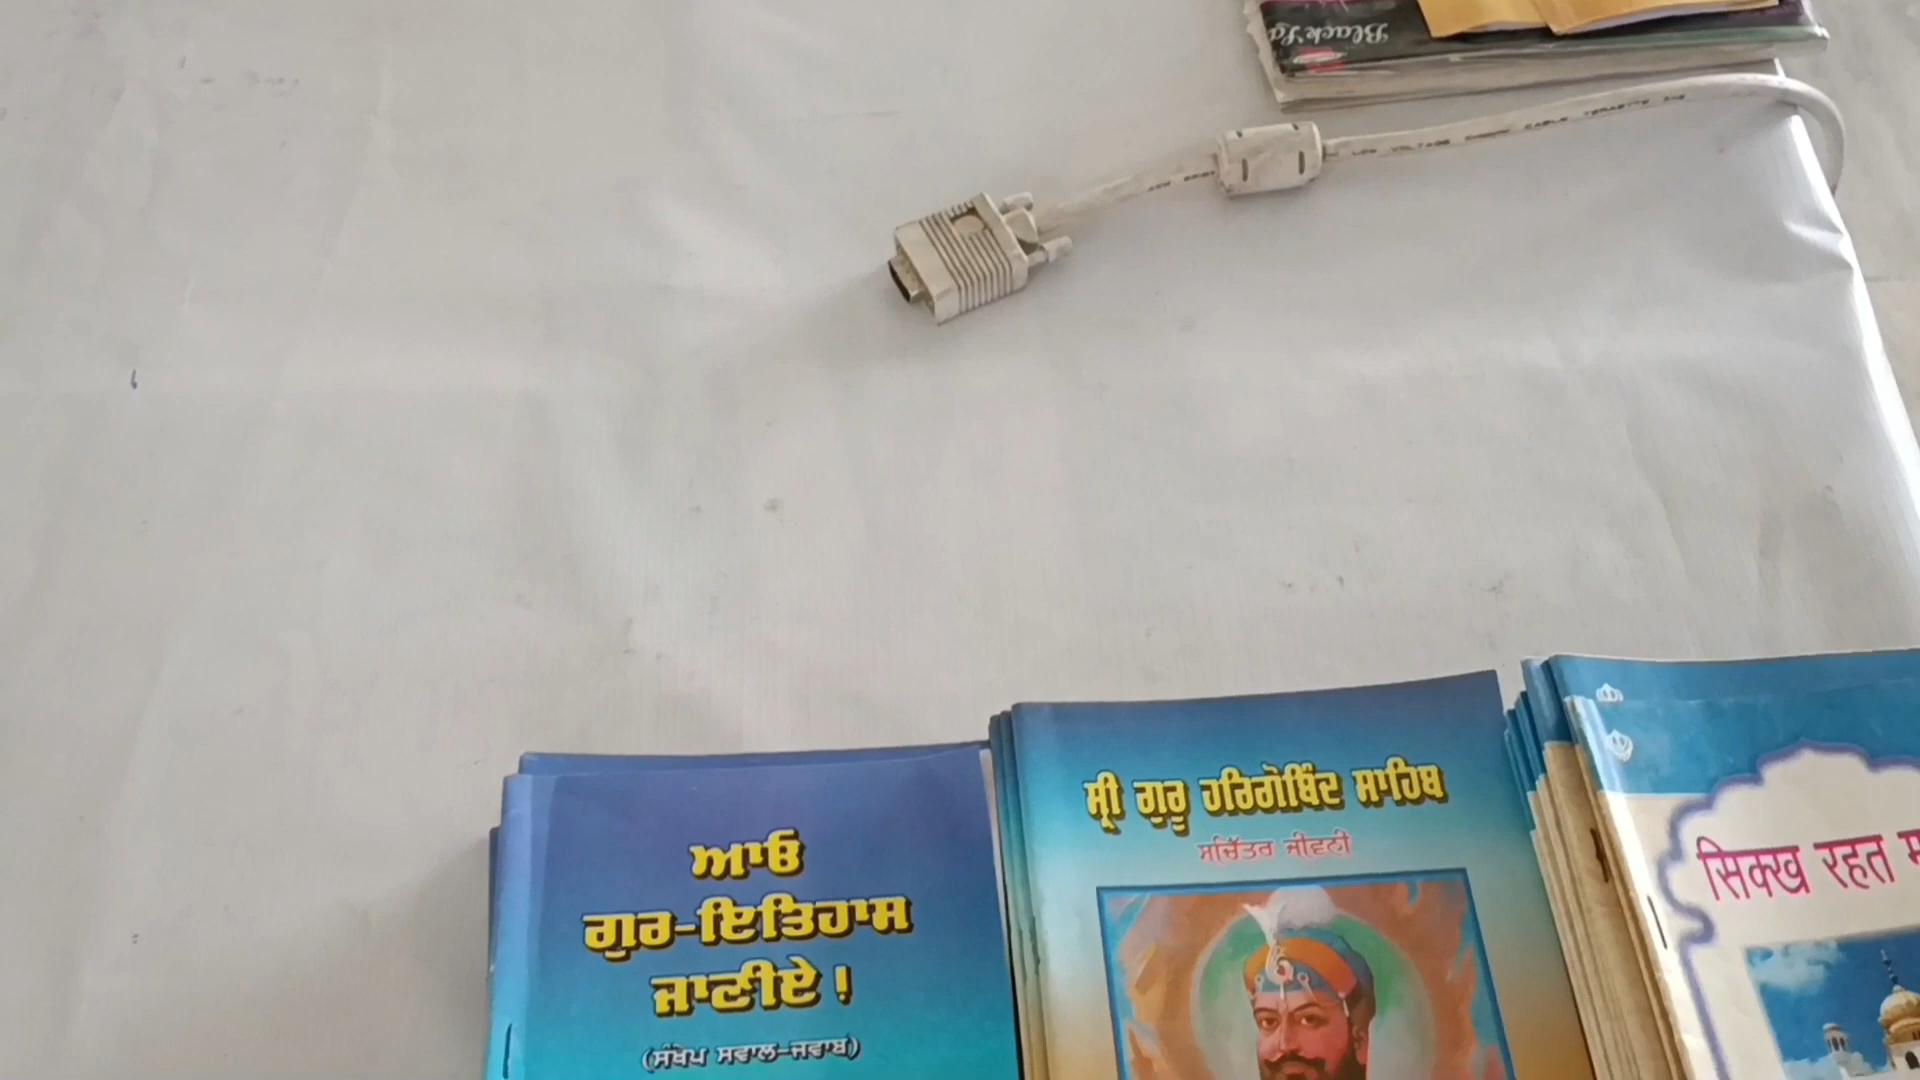 ਆਓ
ਗੁਰ-ਇਤਿਹਾਸ
ਜਾਣੀਏ !
(ਸੰਖੇਪ ਸਵਾਲ-ਜਵਾਬ)
ਸ੍ਰੀ ਗੁਰੂ ਹਰਿਗੋਬਿੰਦ ਸਾਹਿਬ
ਸਚਿੱਤਰ ਜੀਵਨੀ
सिक्ख रहत